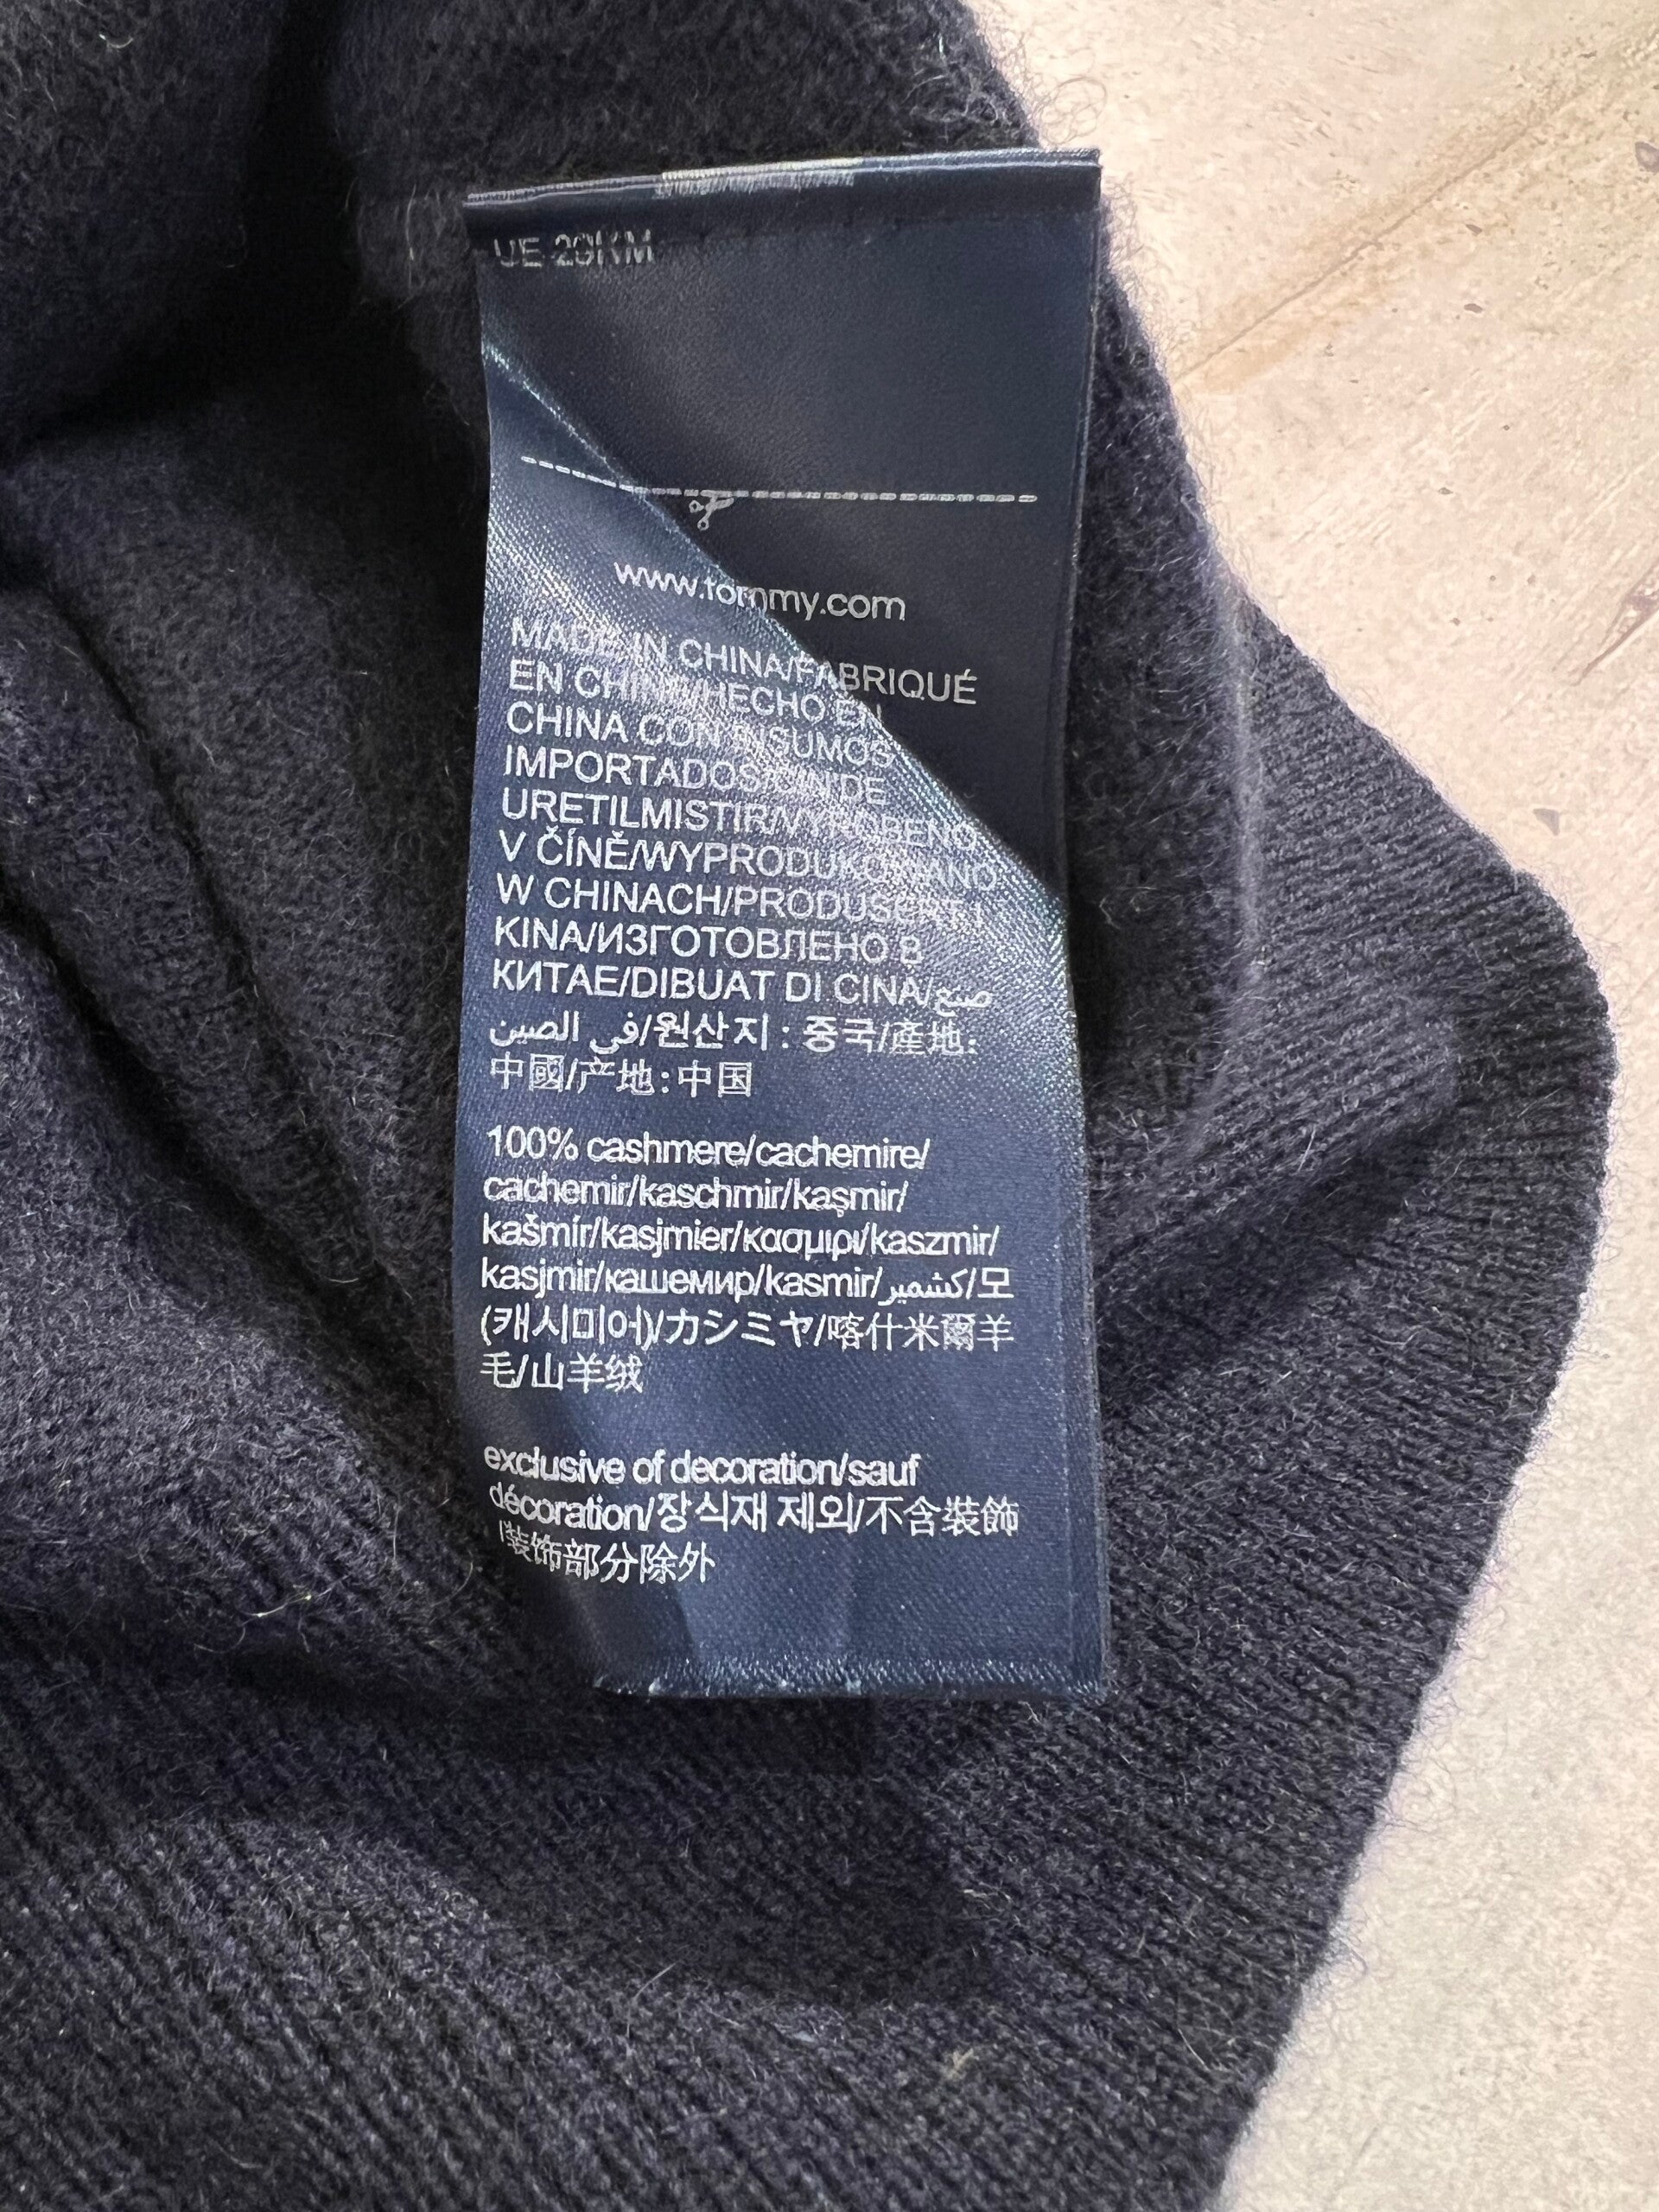 www.tommy.com
MADE IN CHINA/FABRIQUÉ
EN CHINE/HECHO EN
CHINA CON INSUMOS
IMPORTADOS/ÇİN'DE
URETILMISTIR/VYROBENO
V ČÍNĚ/WYPRODUKOWANO
W CHINACH/PRODUSERT I
KINA/ИЗГОТОВЛЕНО В
КИТАЕ/DIBUAT DI CINA/صنع
في الصين/원산지 : 중국/產地:
中國/产地:中国
100% cashmere/cachemire/
cachemir/kaschmir/kaşmir/
kašmír/kasjmier/κασμιρι/kaszmir/
kasjmir/кашемир/kasmir/كشمير/모
(캐시미어)/カシミヤ/喀什米爾羊
毛/山羊绒
exclusive of decoration/sauf
décoration/장식재 제외/不含裝飾
/装饰部分除外